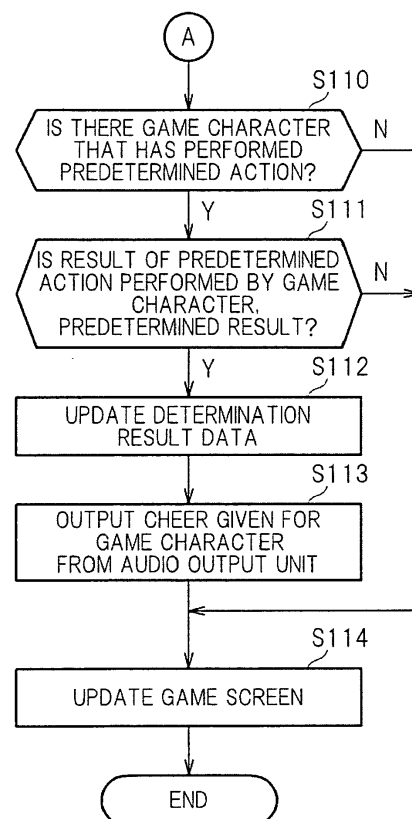 A
S110
IS THERE GAME CHARACTER
THAT HAS PERFORMED
PREDETERMINED ACTION?
N
Y
S111
IS RESULT OF PREDETERMINED
ACTION PERFORMED BY GAME
CHARACTER,
PREDETERMINED RESULT?
N
Y
S112
UPDATE DETERMINATION
RESULT DATA
S113
OUTPUT CHEER GIVEN FOR
GAME CHARACTER
FROM AUDIO OUTPUT UNIT
S114
UPDATE GAME SCREEN
END